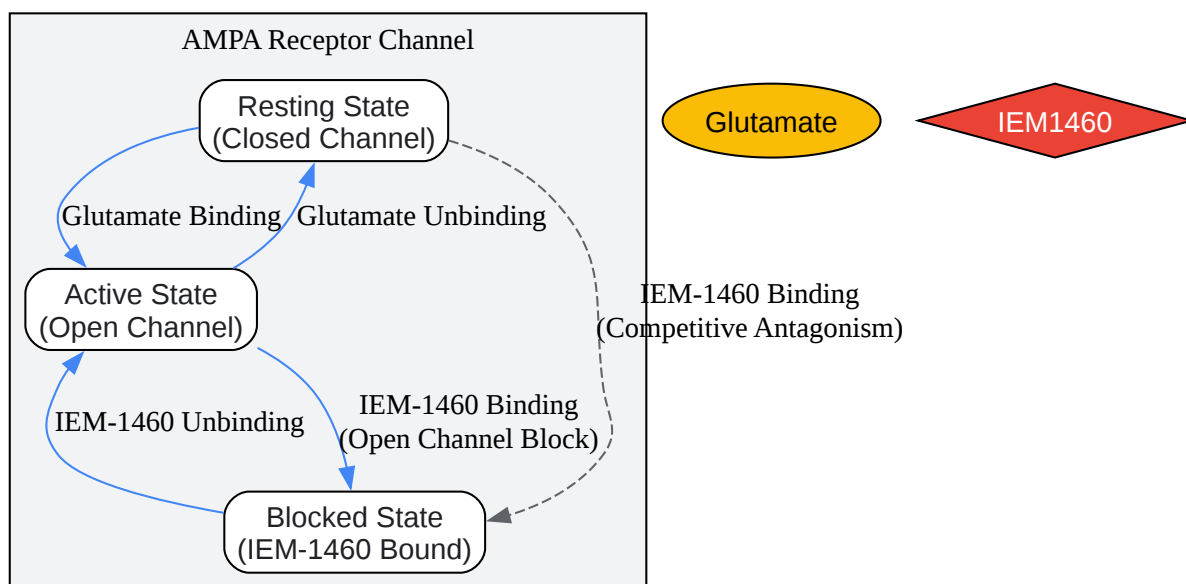 AMPA Receptor Channel
Resting State
(Closed Channel)
Glutamate
IEM1460
Glutamate Binding
Glutamate Unbinding
Active State
(Open Channel)
IEM-1460 Binding
(Competitive Antagonism)
IEM-1460 Unbinding
IEM-1460 Binding
(Open Channel Block)
Blocked State
(IEM-1460 Bound)